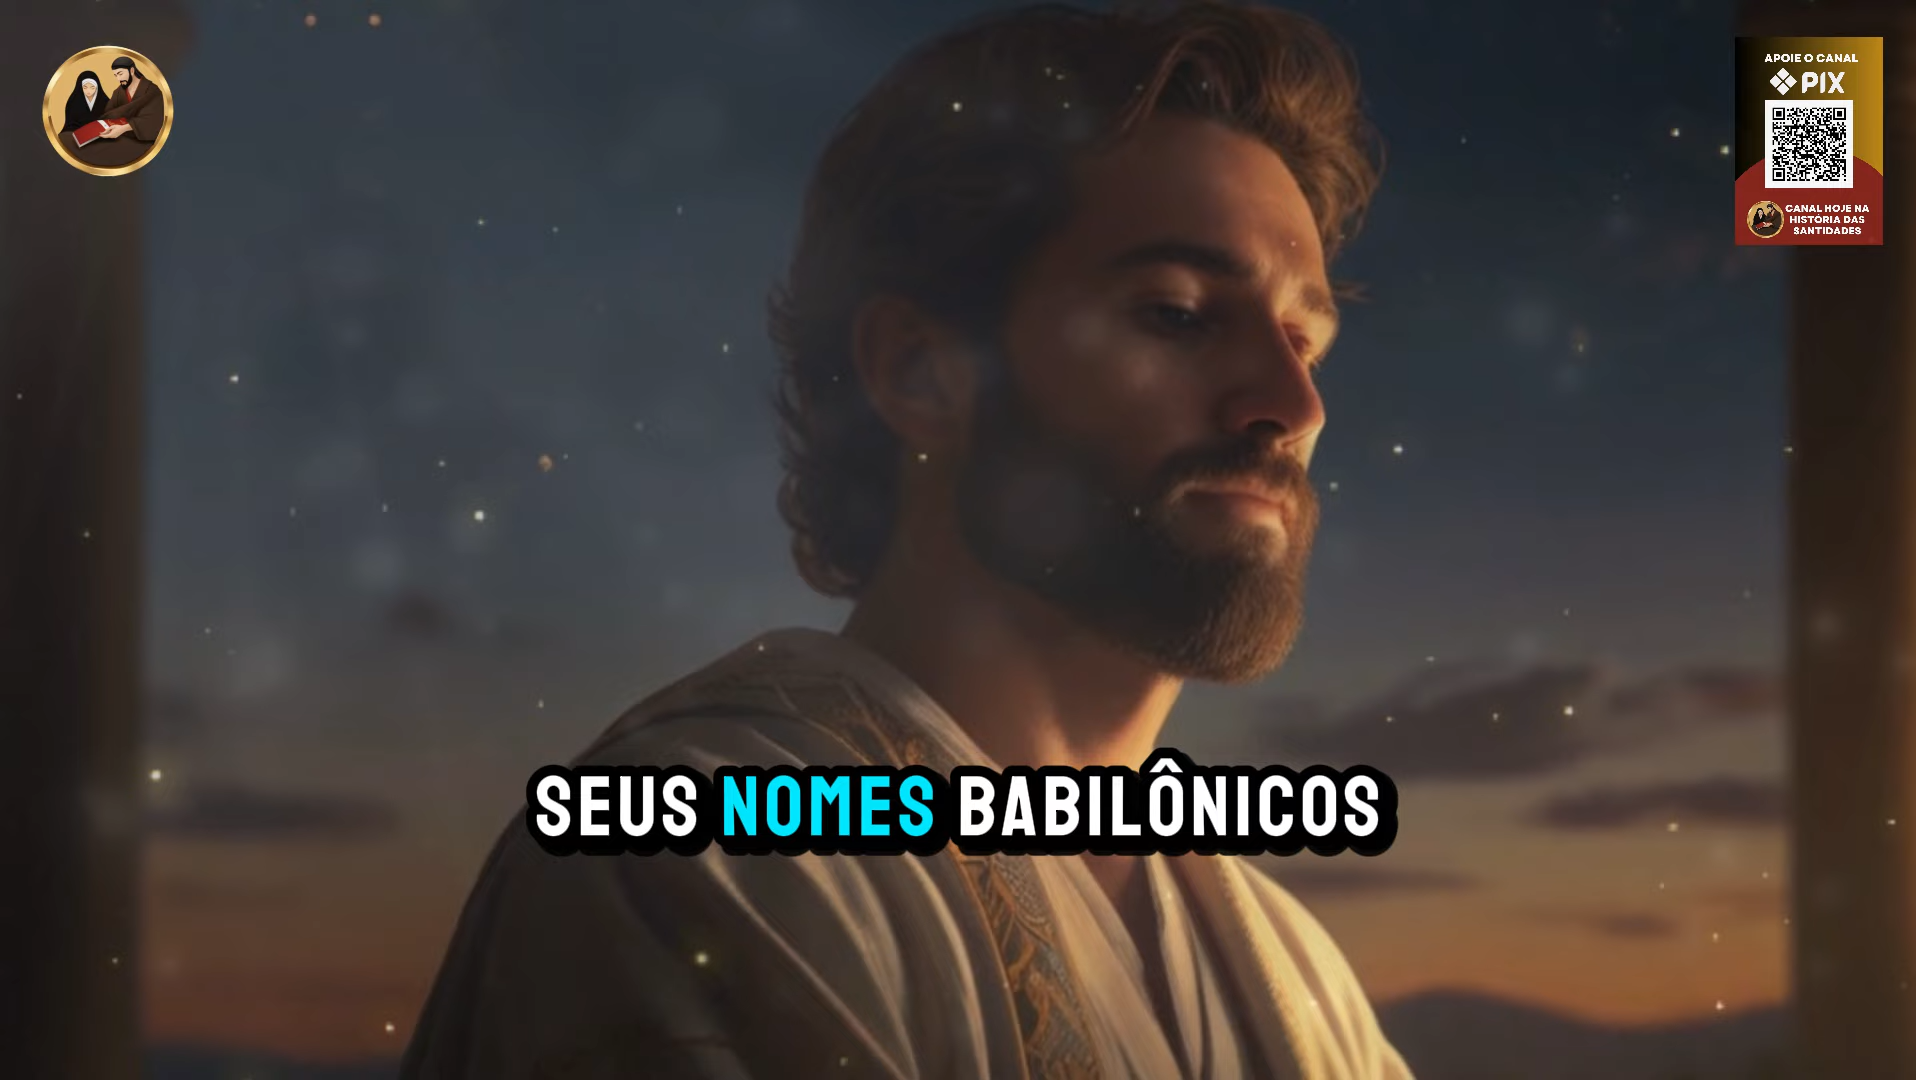 APOIE O CANAL
PIX
CANAL HOJE NA
HISTÓRIA DAS
SANTIDADES
SEUS NOMES BABILÔNICOS